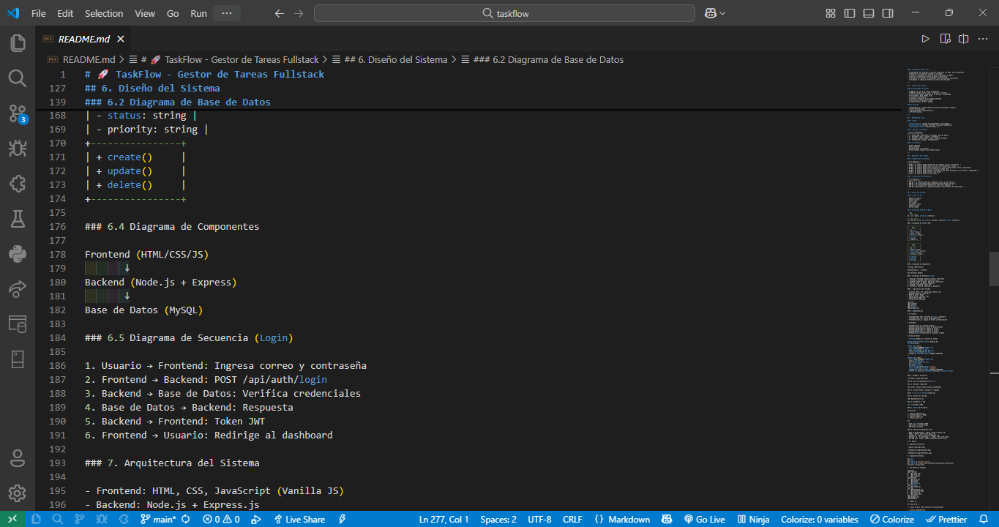 File Edit Selection View Go Run ··· taskflow
README.md
README.md > # 🚀 TaskFlow - Gestor de Tareas Fullstack > ## 6. Diseño del Sistema > ### 6.2 Diagrama de Base de Datos
1 # 🚀 TaskFlow - Gestor de Tareas Fullstack
127 ## 6. Diseño del Sistema
139 ### 6.2 Diagrama de Base de Datos
168 | - status: string |
169 | - priority: string |
170 +----------------+
171 | + create()     |
172 | + update()     |
173 | + delete()     |
174 +----------------+
175
176 ### 6.4 Diagrama de Componentes
177
178 Frontend (HTML/CSS/JS)
179        ↓
180 Backend (Node.js + Express)
181        ↓
182 Base de Datos (MySQL)
183
184 ### 6.5 Diagrama de Secuencia (Login)
185
186 1. Usuario → Frontend: Ingresa correo y contraseña
187 2. Frontend → Backend: POST /api/auth/login
188 3. Backend → Base de Datos: Verifica credenciales
189 4. Base de Datos → Backend: Respuesta
190 5. Backend → Frontend: Token JWT
191 6. Frontend → Usuario: Redirige al dashboard
192
193 ### 7. Arquitectura del Sistema
194
195 - Frontend: HTML, CSS, JavaScript (Vanilla JS)
196 - Backend: Node.js + Express.js
3
main* 0 0 Live Share Ln 277, Col 1 Spaces: 2 UTF-8 CRLF {} Markdown Go Live Ninja Colorize: 0 variables Colorize Prettier